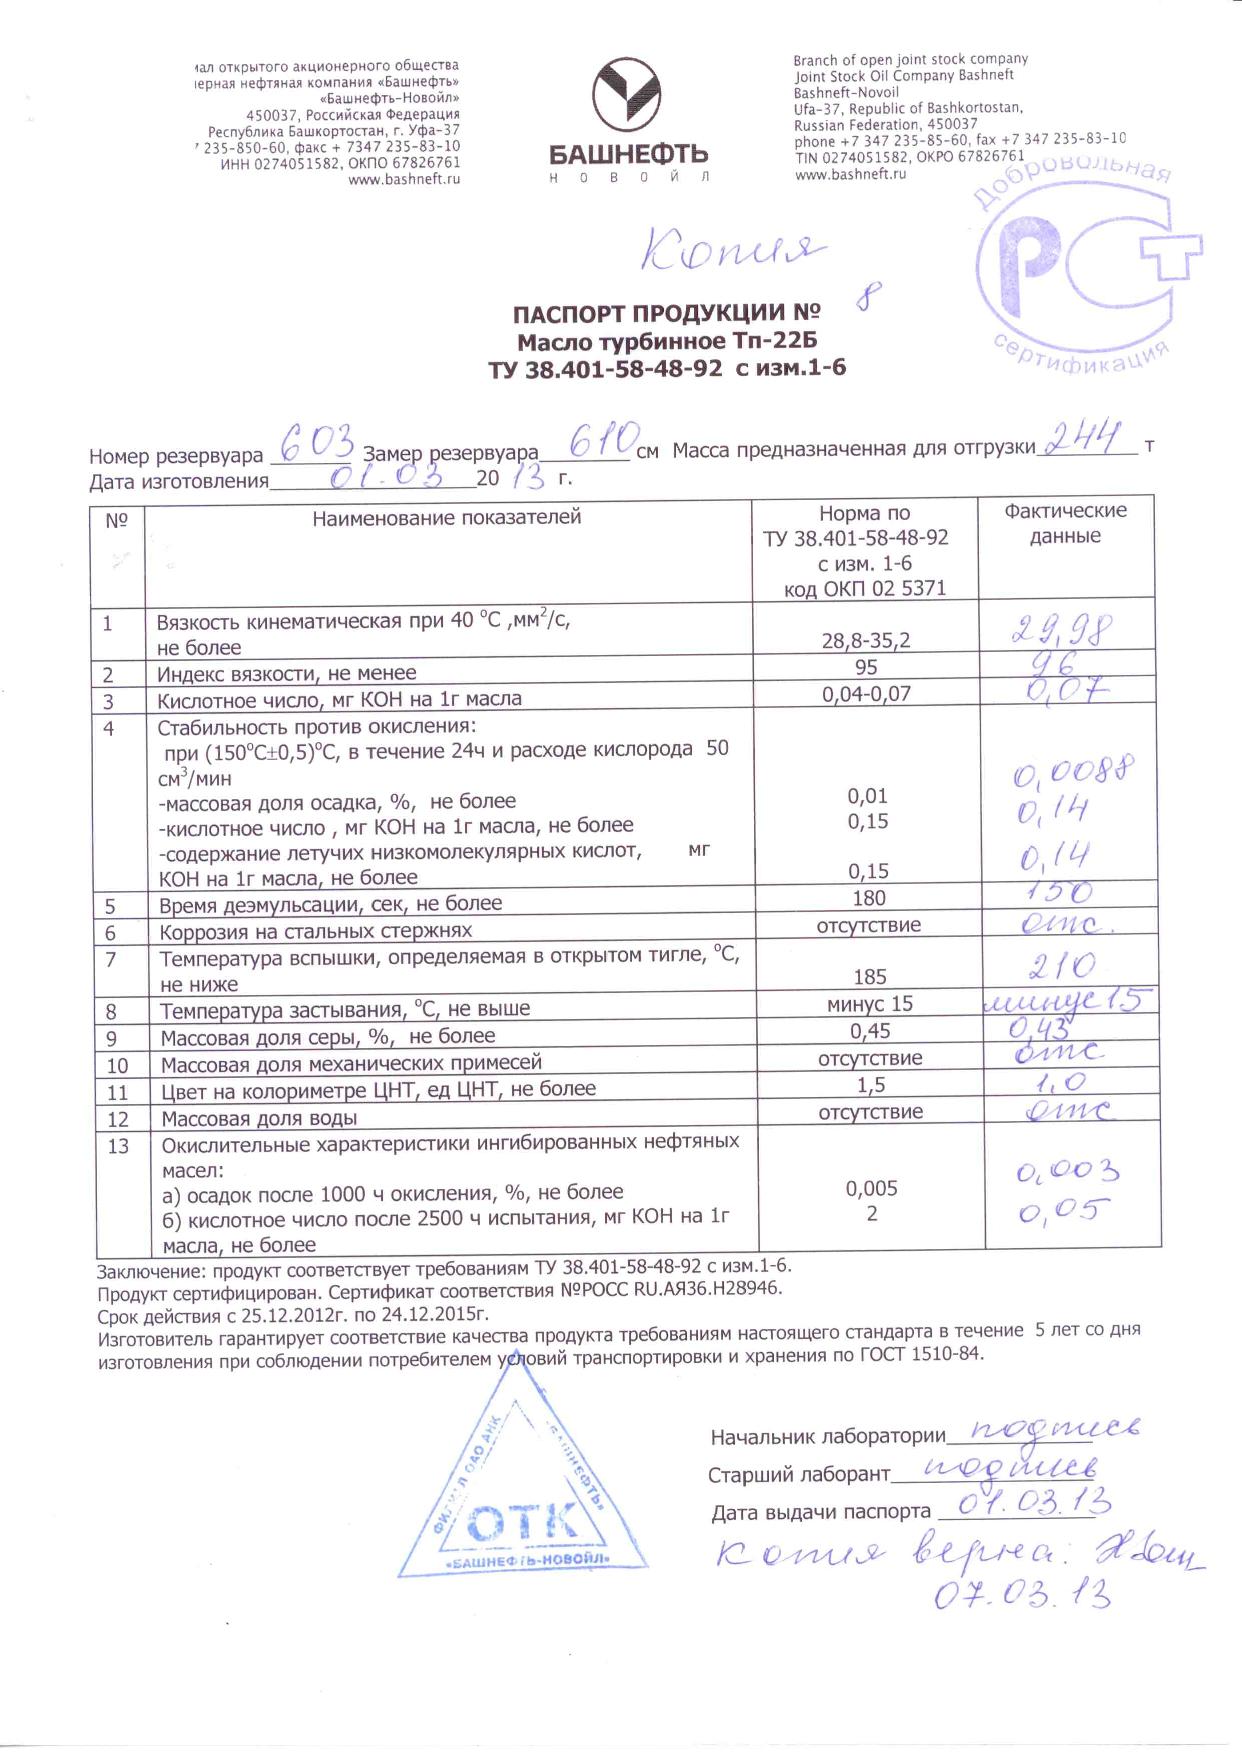 открытого акционерного общества
нефтяная компания «Башнефть»
«Башнефть-Новойл»
450037, Российская Федерация
Республика Башкортостан, г. Уфа-37
235-850-60, факс + 7347 235-83-10
ИНН 0274051582, ОКПО 67826761
www.bashneft.ru
БАШНЕФТЬ
НОВОЙЛ
Branch of open joint stock company
Joint Stock Oil Company Bashneft
Bashneft-Novoil
Ufa-37, Republic of Bashkortostan,
Russian Federation, 450037
phone +7 347 235-85-60, fax +7 347 235-83-10
TIN 0274051582, OKPO 67826761
www.bashneft.ru
Добровольная
РСТ
сертификация
Копия
ПАСПОРТ ПРОДУКЦИИ № 8
Масло турбинное Тп-22Б
ТУ 38.401-58-48-92 с изм.1-6
Номер резервуара 603 Замер резервуара 610 см Масса предназначенная для отгрузки 244 т
Дата изготовления 01.03 2013 г.
№ Наименование показателей Норма по ТУ 38.401-58-48-92 с изм. 1-6 код ОКП 02 5371 Фактические данные
1 Вязкость кинематическая при 40 °С ,мм²/с,
не более 28,8-35,2 29,98
2 Индекс вязкости, не менее 95 96
3 Кислотное число, мг КОН на 1г масла 0,04-0,07 0,07
4 Стабильность против окисления:
при (150°С±0,5)°С, в течение 24ч и расходе кислорода 50
см³/мин
-массовая доля осадка, %, не более 0,01 0,0088
-кислотное число , мг КОН на 1г масла, не более 0,15 0,14
-содержание летучих низкомолекулярных кислот, мг
КОН на 1г масла, не более 0,15 0,14
5 Время деэмульсации, сек, не более 180 150
6 Коррозия на стальных стержнях отсутствие отс.
7 Температура вспышки, определяемая в открытом тигле, °С,
не ниже 185 210
8 Температура застывания, °С, не выше минус 15 минус 15
9 Массовая доля серы, %, не более 0,45 0,43
10 Массовая доля механических примесей отсутствие отс
11 Цвет на колориметре ЦНТ, ед ЦНТ, не более 1,5 1,0
12 Массовая доля воды отсутствие отс
13 Окислительные характеристики ингибированных нефтяных
масел:
а) осадок после 1000 ч окисления, %, не более 0,005 0,003
б) кислотное число после 2500 ч испытания, мг КОН на 1г
масла, не более 2 0,05
Заключение: продукт соответствует требованиям ТУ 38.401-58-48-92 с изм.1-6.
Продукт сертифицирован. Сертификат соответствия №РОСС RU.АЯ36.Н28946.
Срок действия с 25.12.2012г. по 24.12.2015г.
Изготовитель гарантирует соответствие качества продукта требованиям настоящего стандарта в течение 5 лет со дня
изготовления при соблюдении потребителем условий транспортировки и хранения по ГОСТ 1510-84.
ФИЛИАЛ ОАО АНК
«БАШНЕФТЬ»
ОТК
«БАШНЕФТЬ-НОВОЙЛ»
Начальник лаборатории подпись
Старший лаборант подпись
Дата выдачи паспорта 01.03.13
Копия верна:
07.03.13